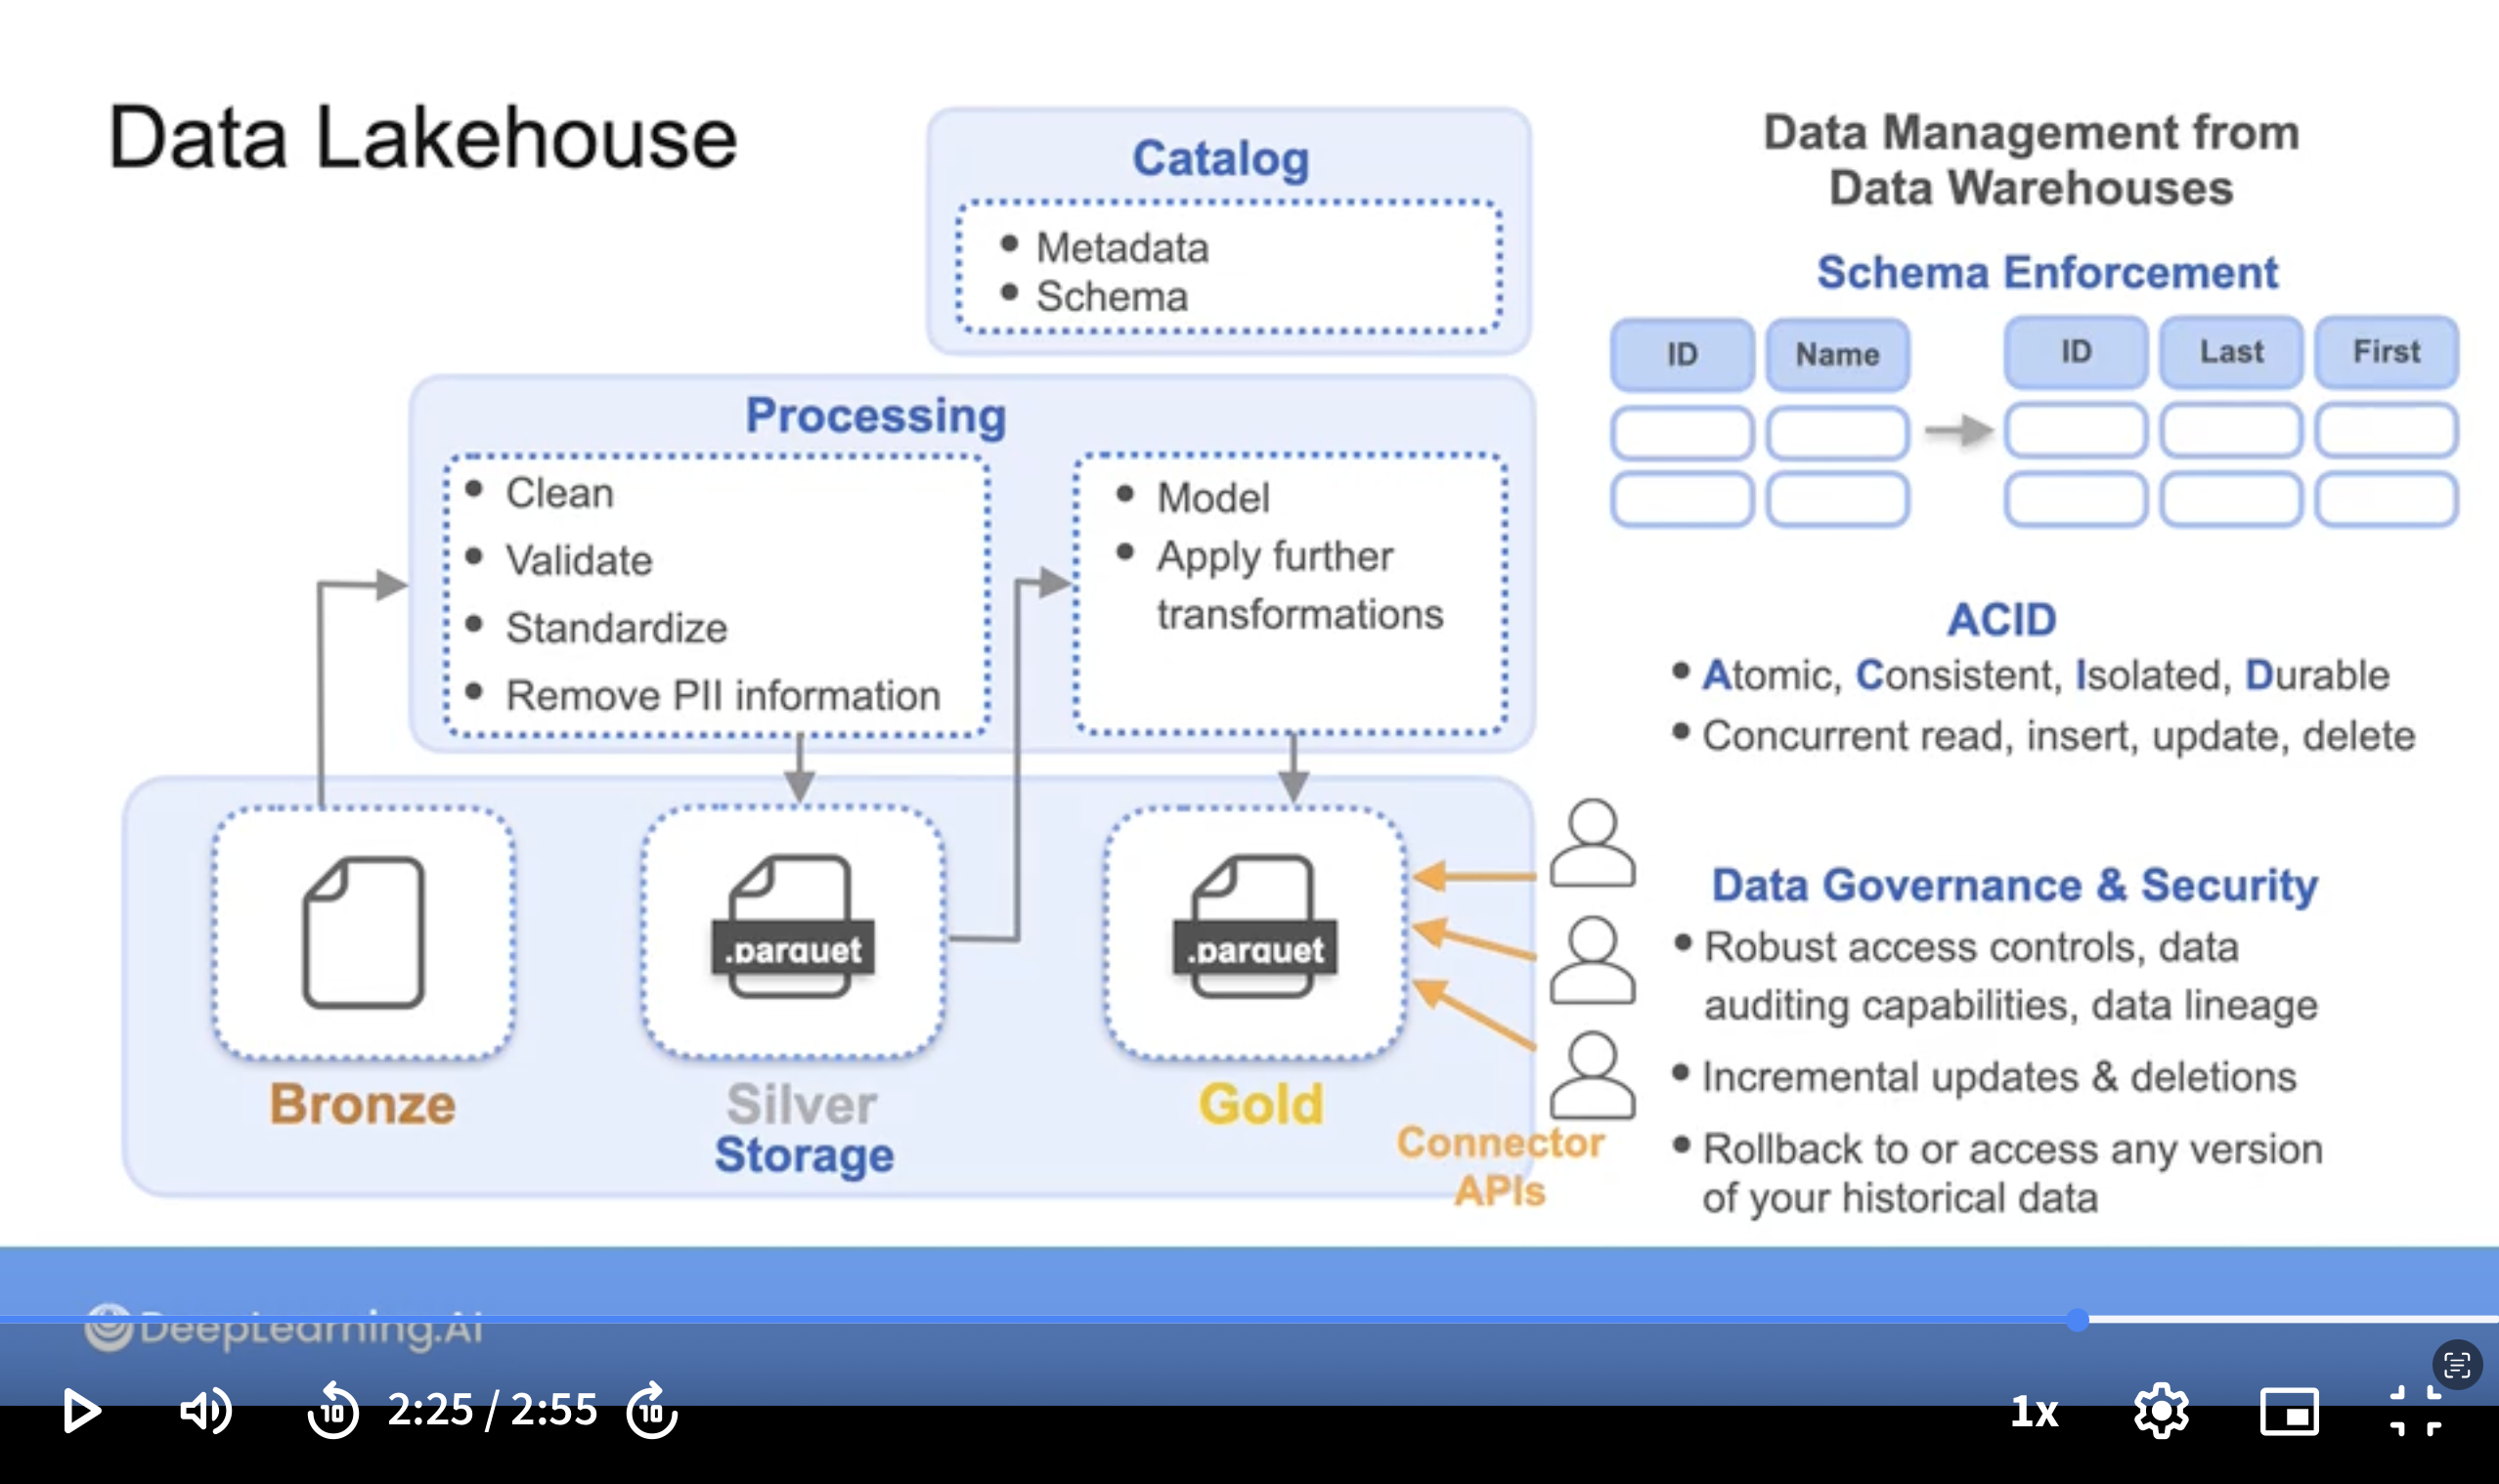 Data Lakehouse
Catalog
• Metadata
• Schema
Processing
• Clean
• Validate
• Standardize
• Remove PII information
• Model
• Apply further
transformations
.parquet
.parquet
Bronze
Silver
Gold
Storage
Connector
APIs
Data Management from
Data Warehouses
Schema Enforcement
ID Name
ID Last First
ACID
• Atomic, Consistent, Isolated, Durable
• Concurrent read, insert, update, delete
Data Governance & Security
• Robust access controls, data
auditing capabilities, data lineage
• Incremental updates & deletions
• Rollback to or access any version
of your historical data
DeepLearning.AI
10
2:25 / 2:55
10
1x